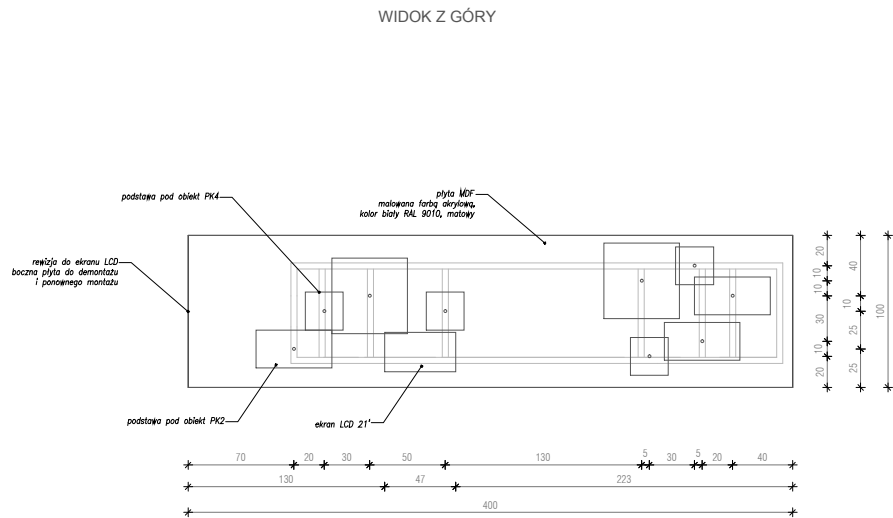 WIDOK Z GÓRY
podstawa pod obiekt PK4
płyta MDF
malowana farbą akrylową,
kolor biały RAL 9010, matowy
rewizja do ekranu LCD
boczna płyta do demontażu
i ponownego montażu
podstawa pod obiekt PK2
ekran LCD 21'
20
10
10
30
10
20
40
10
25
25
100
70
20
30
50
130
5
30
5
20
40
130
47
223
400